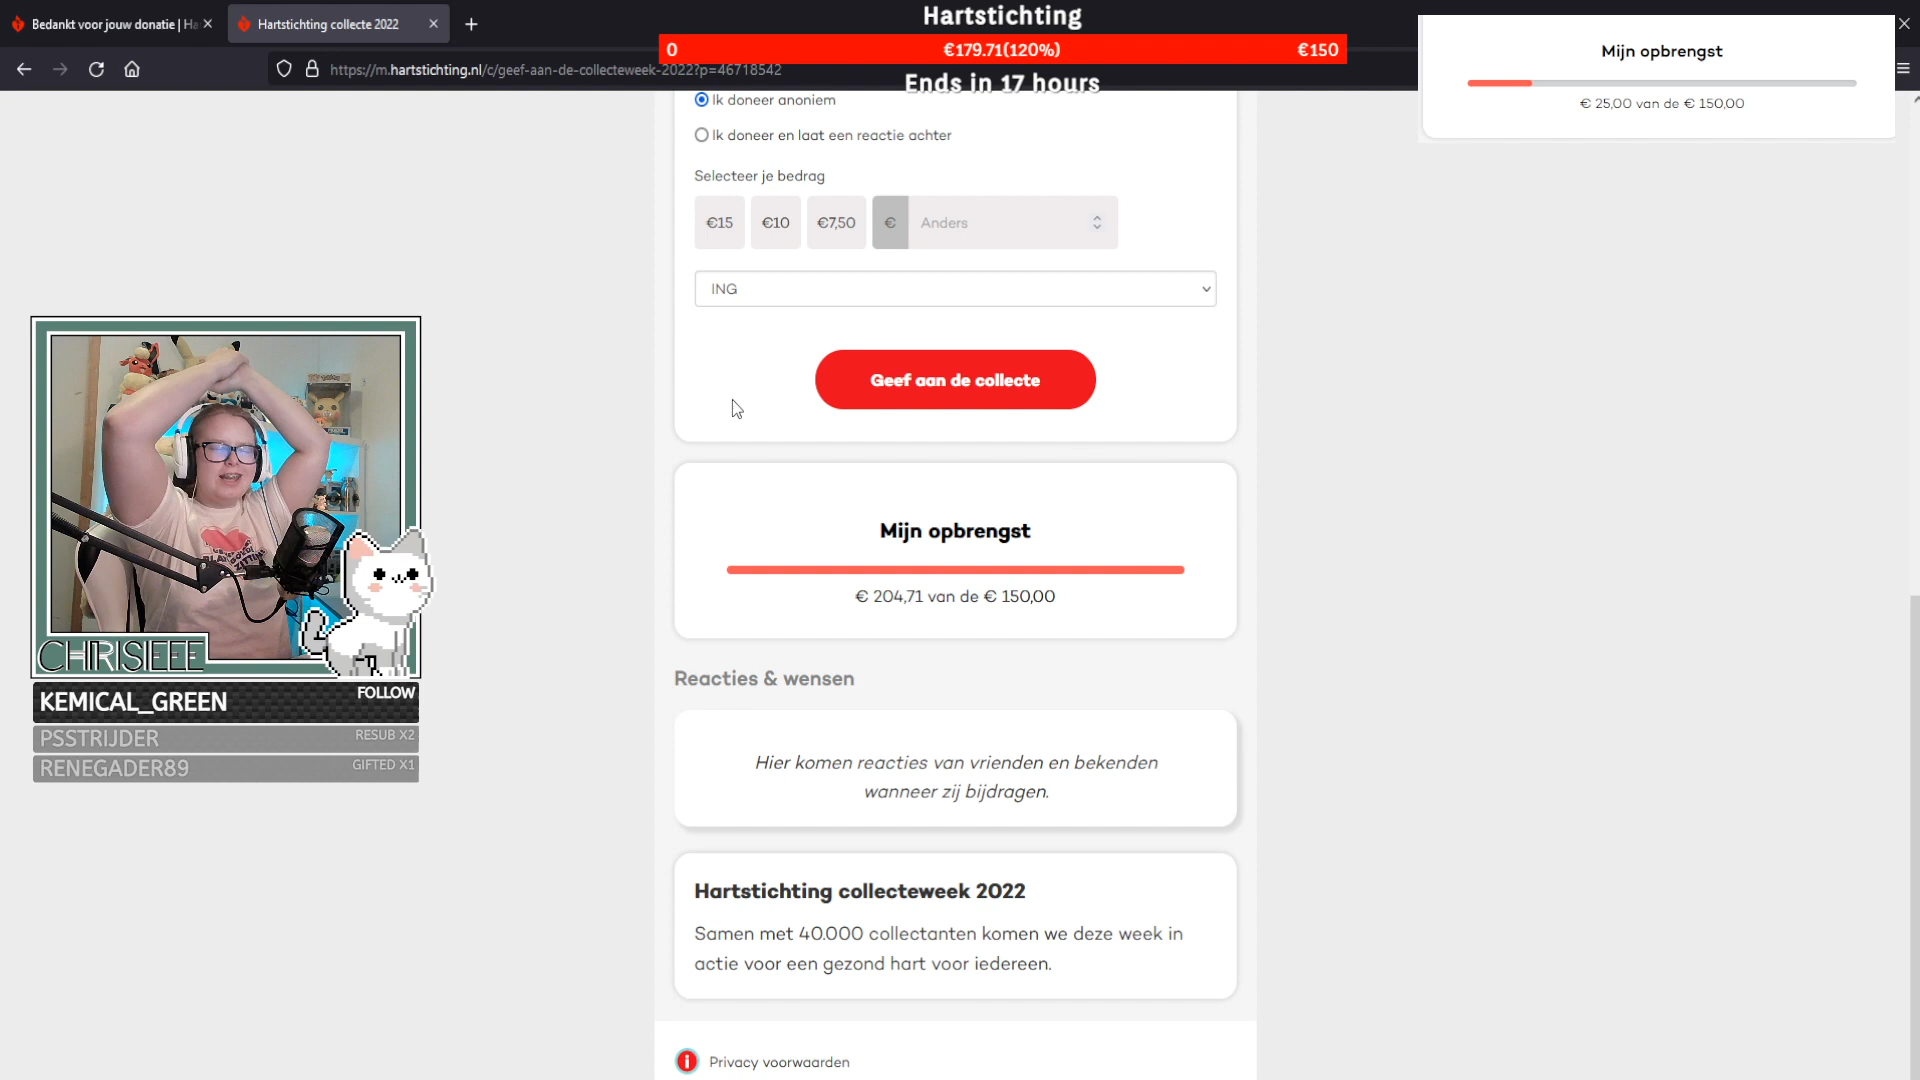 Bedankt voor jouw donatie | Ha
Hartstichting collecte 2022
https://m.hartstichting.nl/c/geef-aan-de-collecteweek-2022?p=46718542
Hartstichting
0 €179.71(120%) €150
Ends in 17 hours
Mijn opbrengst
€ 25,00 van de € 150,00
Ik doneer anoniem
Ik doneer en laat een reactie achter
Selecteer je bedrag
€15 €10 €7,50 € Anders
ING
Geef aan de collecte
Mijn opbrengst
€ 204,71 van de € 150,00
Reacties & wensen
Hier komen reacties van vrienden en bekenden
wanneer zij bijdragen.
Hartstichting collecteweek 2022
Samen met 40.000 collectanten komen we deze week in
actie voor een gezond hart voor iedereen.
Privacy voorwaarden
CHRISIEEE
KEMICAL_GREEN FOLLOW
PSSTRIJDER RESUB X2
RENEGADER89 GIFTED X1